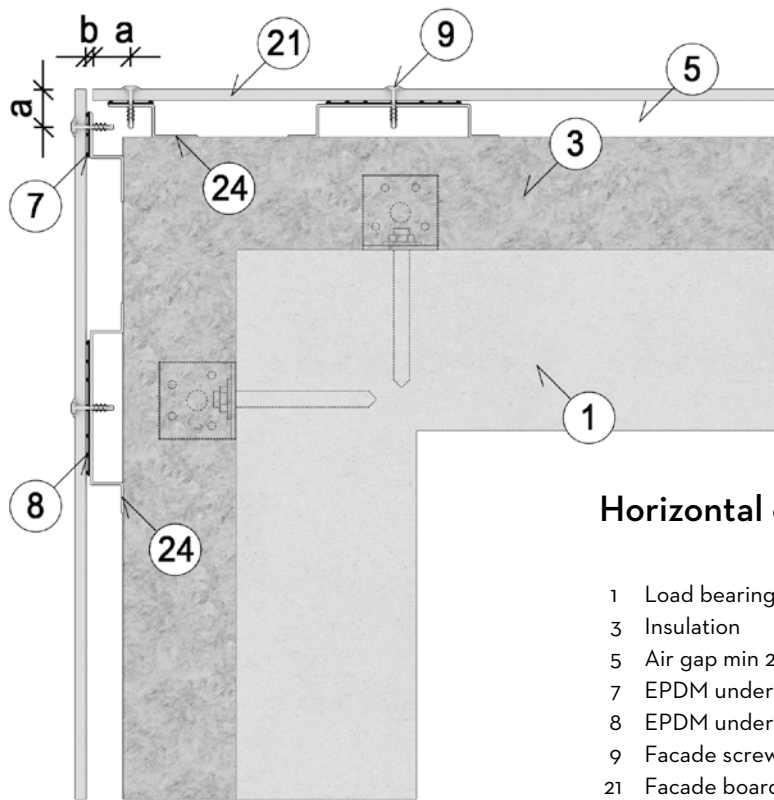 b a 21 9 5
a
3
7 24
1
8
24
Horizontal
1 Load bearing
3 Insulation
5 Air gap min 2
7 EPDM under
8 EPDM under
9 Facade screw
21 Facade board